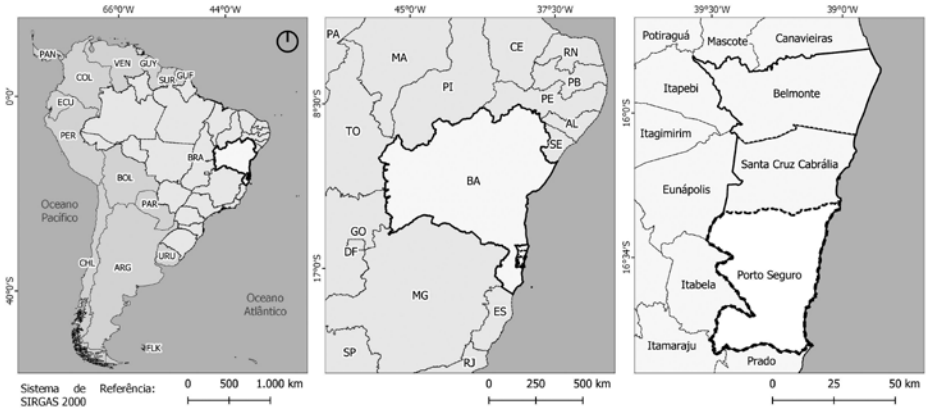 66°0'W 44°0'W
0°0'
40°0'S
PAN
VEN
GUY
SUR
GUF
COL
ECU
PER
BRA
BOL
PAR
CHL
ARG
URU
FLK
Oceano
Pacífico
Oceano
Atlântico
Sistema de Referência:
SIRGAS 2000
0 500 1.000 km
45°0'W 37°30'W
8°30'S
17°0'S
PA
MA
CE
RN
PB
PI
PE
AL
SE
TO
BA
GO
DF
MG
ES
SP
RJ
0 250 500 km
39°30'W 39°0'W
16°0'S
16°34'S
Potiraguá
Mascote
Canavieiras
Itapebi
Belmonte
Itagimirim
Santa Cruz Cabrália
Eunápolis
Porto Seguro
Itabela
Itamaraju
Prado
0 25 50 km